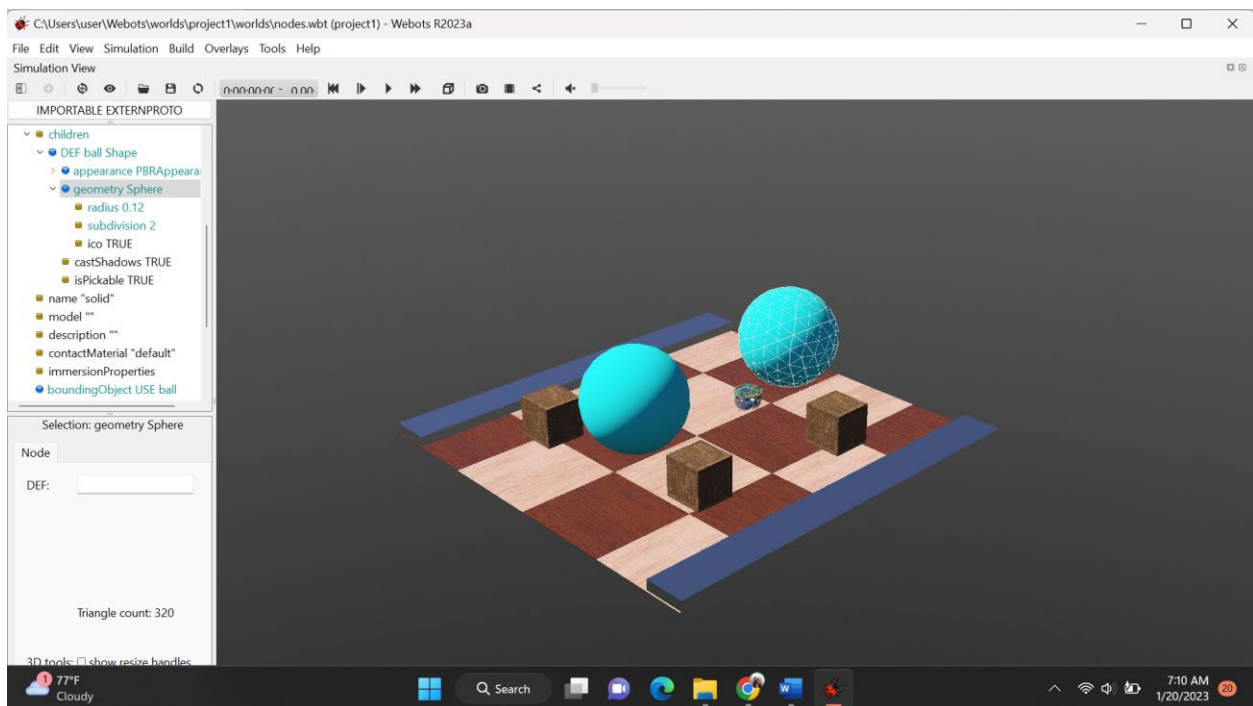 C:\Users\user\Webots\worlds\project1\worlds\nodes.wbt (project1) - Webots R2023a
File Edit View Simulation Build Overlays Tools Help
Simulation View
IMPORTABLE EXTERNPROTO
children
DEF ball Shape
appearance PBRAppeara
geometry Sphere
radius 0.12
subdivision 2
ico TRUE
castShadows TRUE
isPickable TRUE
name "solid"
model ""
description ""
contactMaterial "default"
immersionProperties
boundingObject USE ball
Selection: geometry Sphere
Node
DEF:
Triangle count: 320
3D tools: show resize handles
1
77°F
Cloudy
Search
7:10 AM
1/20/2023
20